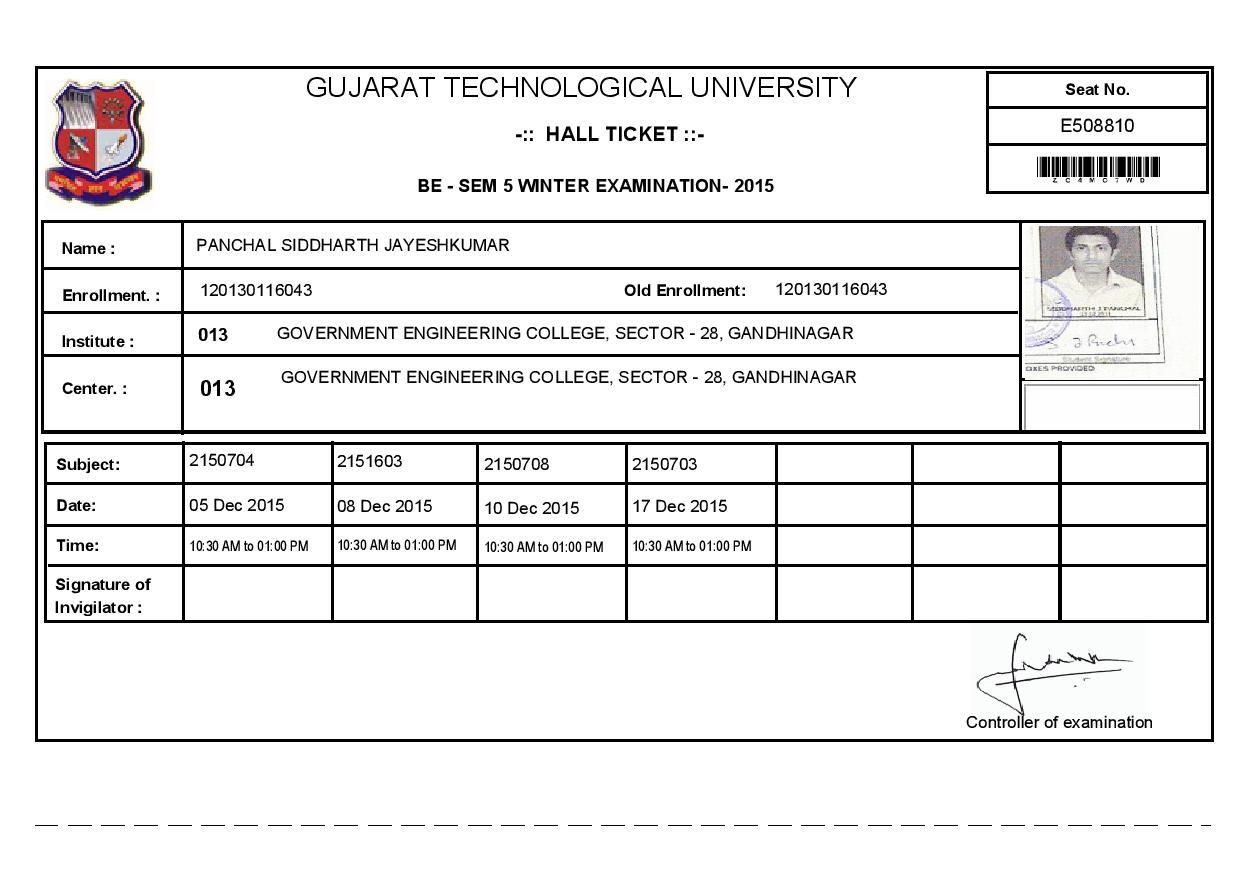 GUJARAT TECHNOLOGICAL UNIVERSITY
-:: HALL TICKET ::-
BE - SEM 5 WINTER EXAMINATION- 2015
Seat No.
E508810
Z C 4 M C 7 W D
Name : PANCHAL SIDDHARTH JAYESHKUMAR
Enrollment. : 120130116043 Old Enrollment: 120130116043
Institute : 013 GOVERNMENT ENGINEERING COLLEGE, SECTOR - 28, GANDHINAGAR
Center. : 013 GOVERNMENT ENGINEERING COLLEGE, SECTOR - 28, GANDHINAGAR
SIDDHARTH J PANCHAL
Student Signature
OXES PROVIDED
Subject: 2150704 2151603 2150708 2150703
Date: 05 Dec 2015 08 Dec 2015 10 Dec 2015 17 Dec 2015
Time: 10:30 AM to 01:00 PM 10:30 AM to 01:00 PM 10:30 AM to 01:00 PM 10:30 AM to 01:00 PM
Signature of
Invigilator :
Controller of examination